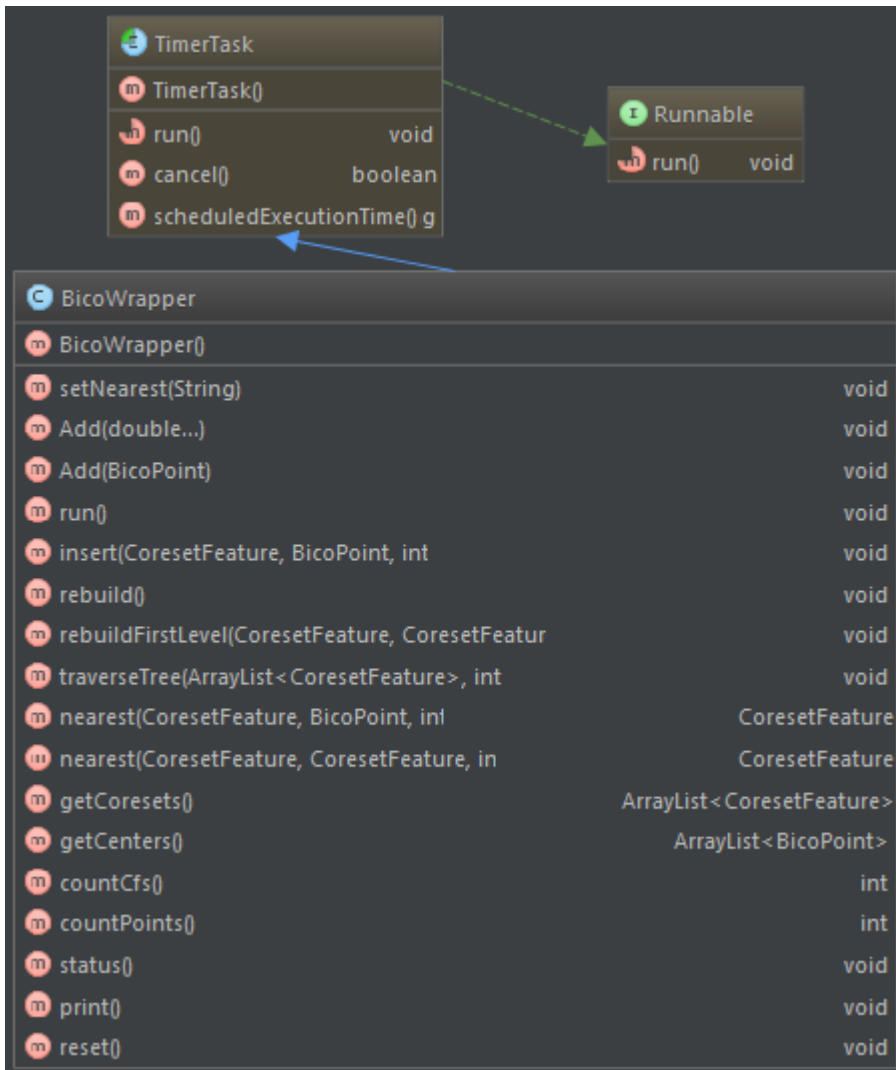 TimerTask
TimerTask()
run() void
cancel() boolean
scheduledExecutionTime() g
Runnable
run() void
BicoWrapper
BicoWrapper()
setNearest(String) void
Add(double...) void
Add(BicoPoint) void
run() void
insert(CoresetFeature, BicoPoint, int void
rebuild() void
rebuildFirstLevel(CoresetFeature, CoresetFeatur void
traverseTree(ArrayList<CoresetFeature>, int void
nearest(CoresetFeature, BicoPoint, int CoresetFeature
nearest(CoresetFeature, CoresetFeature, in CoresetFeature
getCoresets() ArrayList<CoresetFeature>
getCenters() ArrayList<BicoPoint>
countCfs() int
countPoints() int
status() void
print() void
reset() void